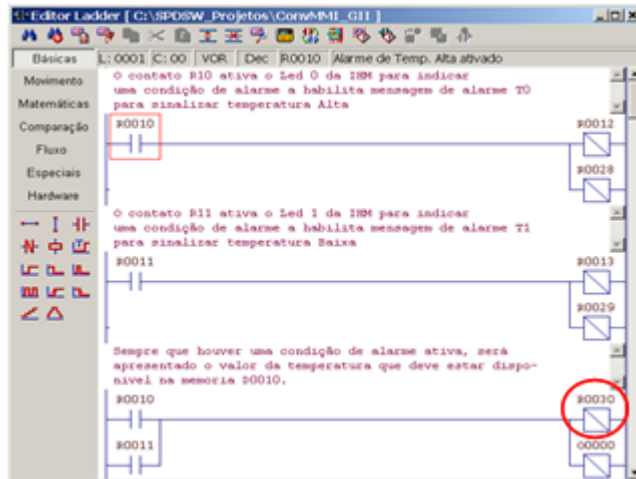 Editor Ladder [ C:\SPDSW_Projetos\ConvMMI_GII ]
Básicas
L: 0001 C: 00 VOR Dec R0010 Alarme de Temp. Alta ativado
Movimento
Matemáticas
Comparação
Fluxo
Especiais
Hardware
O contato R10 ativa o Led 0 da IHM para indicar
uma condição de alarme a habilita mensagem de alarme T0
para sinalizar temperatura Alta
R0010
R0012
R0028
O contato R11 ativa o Led 1 da IHM para indicar
uma condição de alarme a habilita mensagem de alarme T1
para sinalizar temperatura Baixa
R0011
R0013
R0029
Sempre que houver uma condição de alarme ativa, será
apresentado o valor da temperatura que deve estar dispo-
nivel na memoria D0010.
R0010
R0030
R0011
O0000